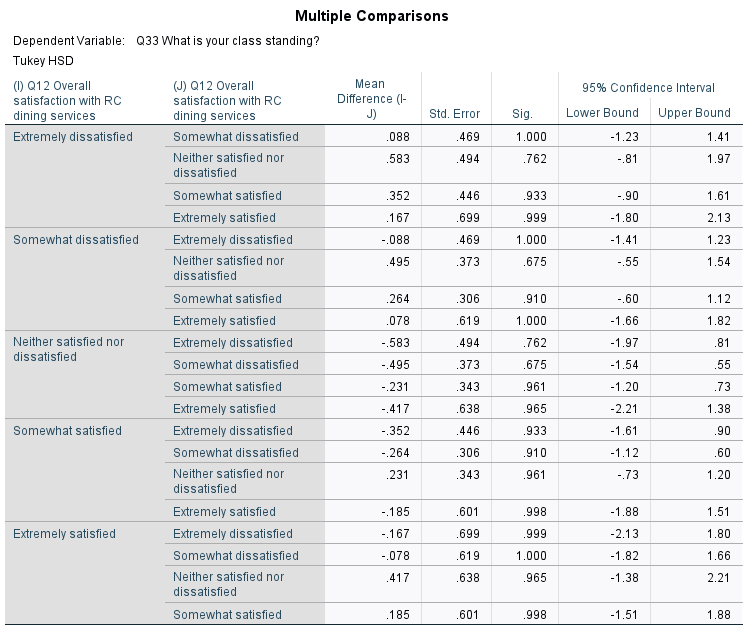 Multiple Comparisons
Dependent Variable: Q33 What is your class standing?
Tukey HSD
(I) Q12 Overall satisfaction with RC dining services (J) Q12 Overall satisfaction with RC dining services Mean Difference (I-J) Std. Error Sig. 95% Confidence Interval
Lower Bound Upper Bound
Extremely dissatisfied Somewhat dissatisfied .088 .469 1.000 -1.23 1.41
Neither satisfied nor dissatisfied .583 .494 .762 -.81 1.97
Somewhat satisfied .352 .446 .933 -.90 1.61
Extremely satisfied .167 .699 .999 -1.80 2.13
Somewhat dissatisfied Extremely dissatisfied -.088 .469 1.000 -1.41 1.23
Neither satisfied nor dissatisfied .495 .373 .675 -.55 1.54
Somewhat satisfied .264 .306 .910 -.60 1.12
Extremely satisfied .078 .619 1.000 -1.66 1.82
Neither satisfied nor dissatisfied Extremely dissatisfied -.583 .494 .762 -1.97 .81
Somewhat dissatisfied -.495 .373 .675 -1.54 .55
Somewhat satisfied -.231 .343 .961 -1.20 .73
Extremely satisfied -.417 .638 .965 -2.21 1.38
Somewhat satisfied Extremely dissatisfied -.352 .446 .933 -1.61 .90
Somewhat dissatisfied -.264 .306 .910 -1.12 .60
Neither satisfied nor dissatisfied .231 .343 .961 -.73 1.20
Extremely satisfied -.185 .601 .998 -1.88 1.51
Extremely satisfied Extremely dissatisfied -.167 .699 .999 -2.13 1.80
Somewhat dissatisfied -.078 .619 1.000 -1.82 1.66
Neither satisfied nor dissatisfied .417 .638 .965 -1.38 2.21
Somewhat satisfied .185 .601 .998 -1.51 1.88